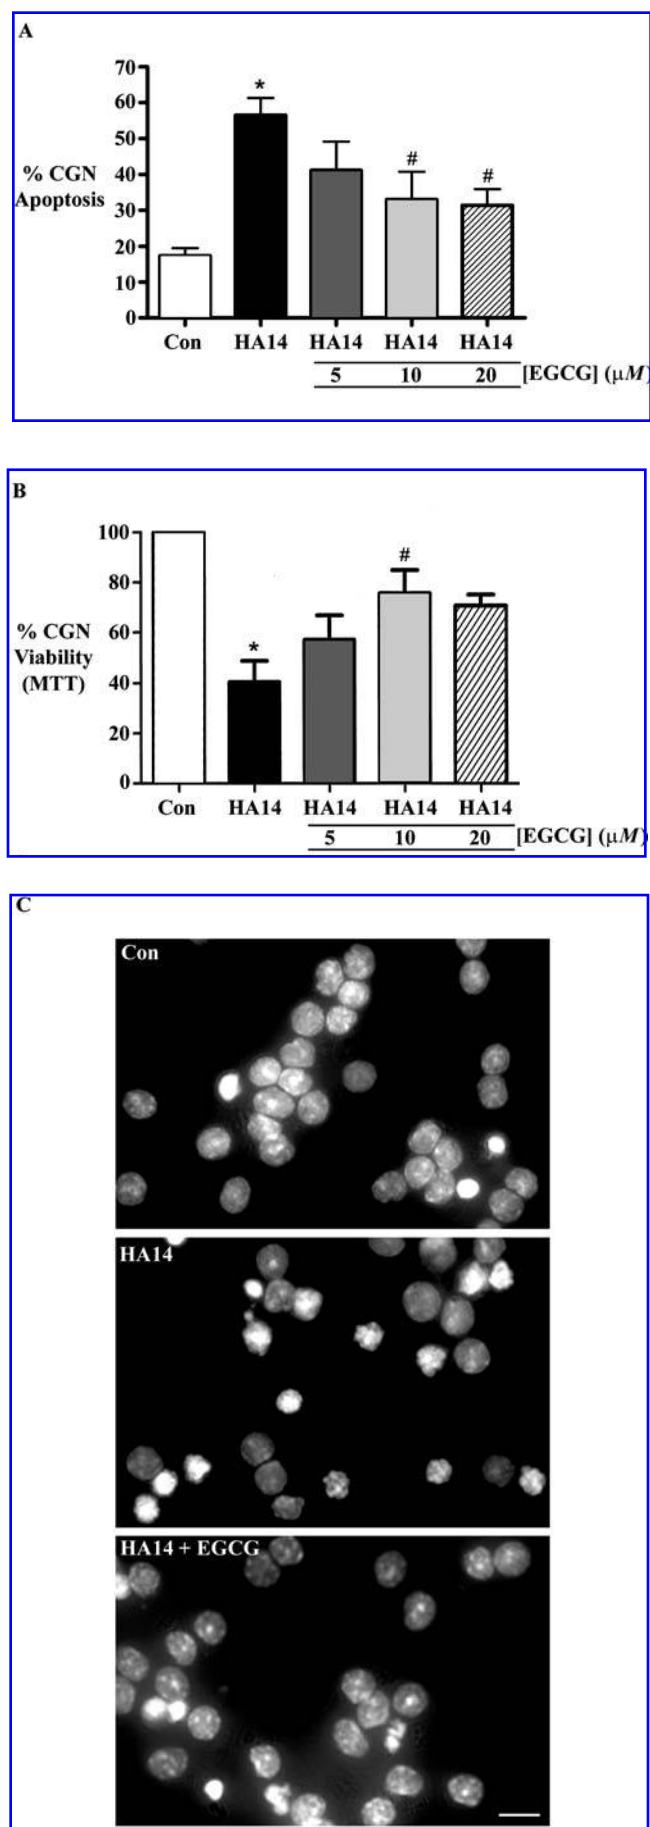 A
70
60
50
40
30
20
10
0
% CGN
Apoptosis
*
#
#
Con HA14 HA14 HA14 HA14
5 10 20 [EGCG] (μM)
B
100
80
60
40
20
0
% CGN
Viability
(MTT)
*
#
Con HA14 HA14 HA14 HA14
5 10 20 [EGCG] (μM)
C
Con
HA14
HA14 + EGCG